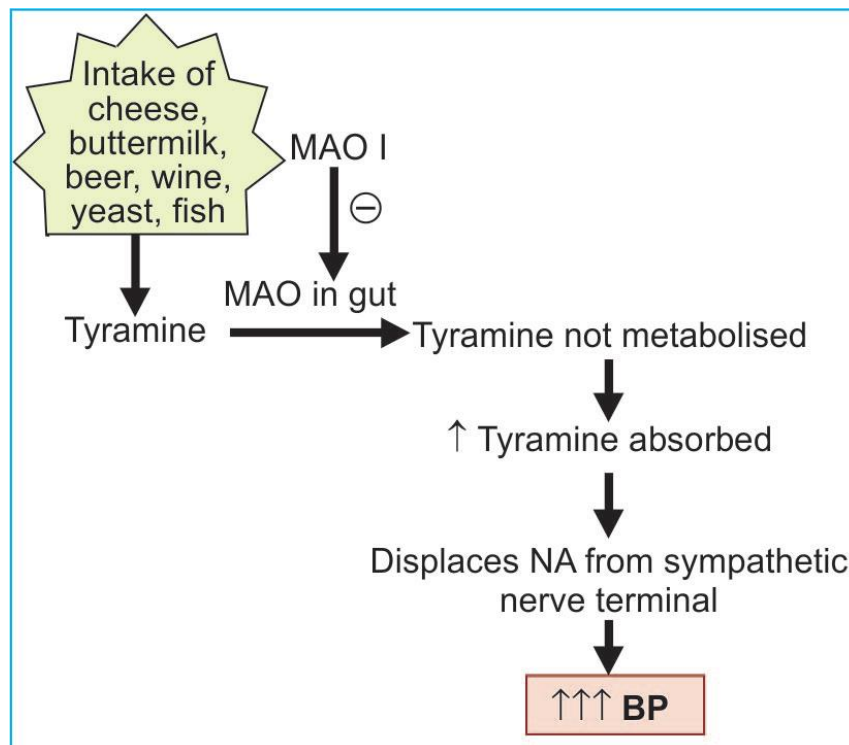 Intake of
cheese,
buttermilk,
beer, wine,
yeast, fish
MAO I
⊖
MAO in gut
Tyramine
Tyramine not metabolised
↑ Tyramine absorbed
Displaces NA from sympathetic
nerve terminal
↑↑↑ BP